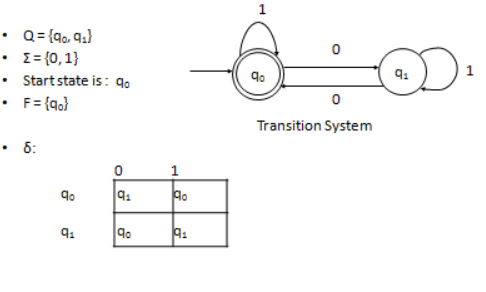 • Q = {q₀, q₁}
• Σ = {0, 1}
• Start state is : q₀
• F = {q₀}
• δ:
0 1
q₀ q₁ q₀
q₁ q₀ q₁
1
0
q₀ q₁ 1
0
Transition System